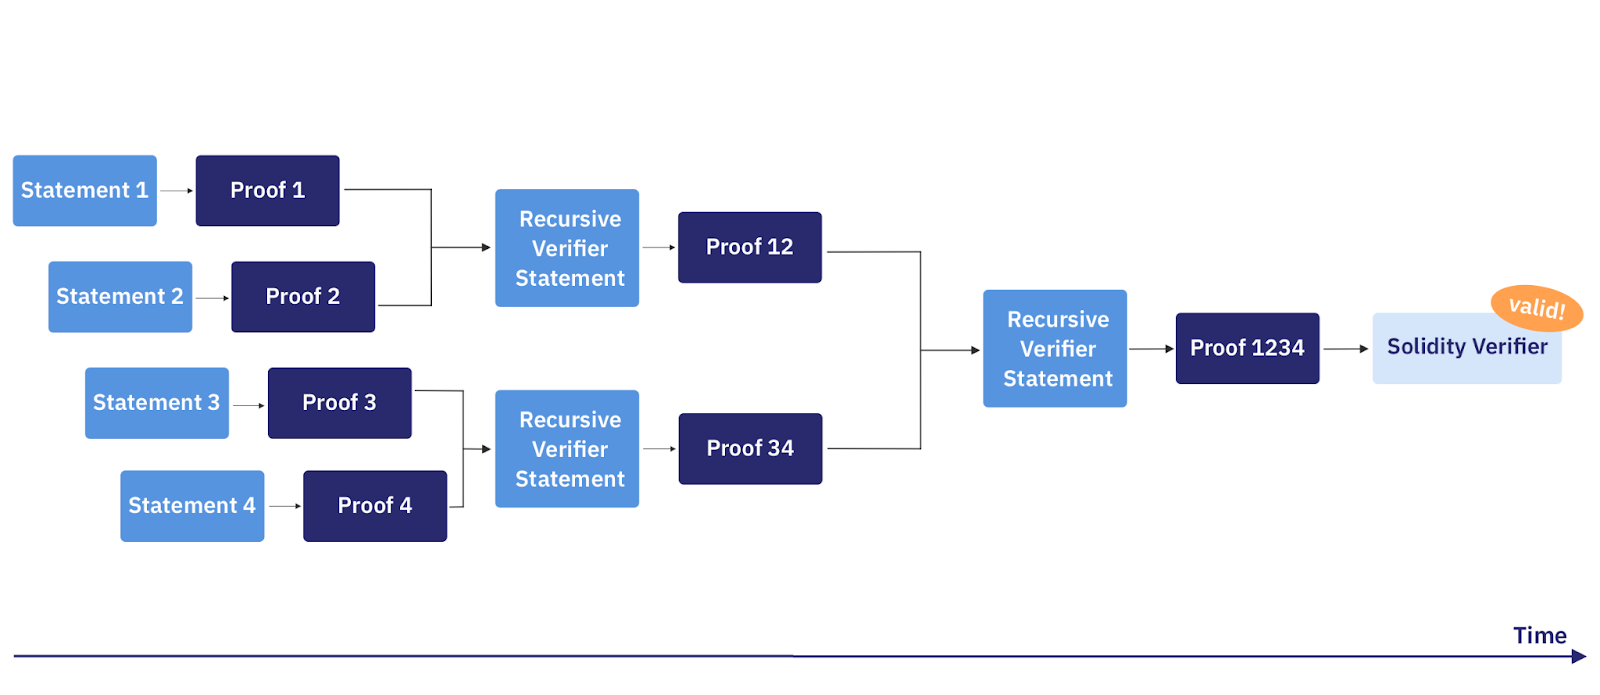 Statement 1
Proof 1
Statement 2
Proof 2
Statement 3
Proof 3
Statement 4
Proof 4
Recursive
Verifier
Statement
Proof 12
Recursive
Verifier
Statement
Proof 34
Recursive
Verifier
Statement
Proof 1234
valid!
Solidity Verifier
Time